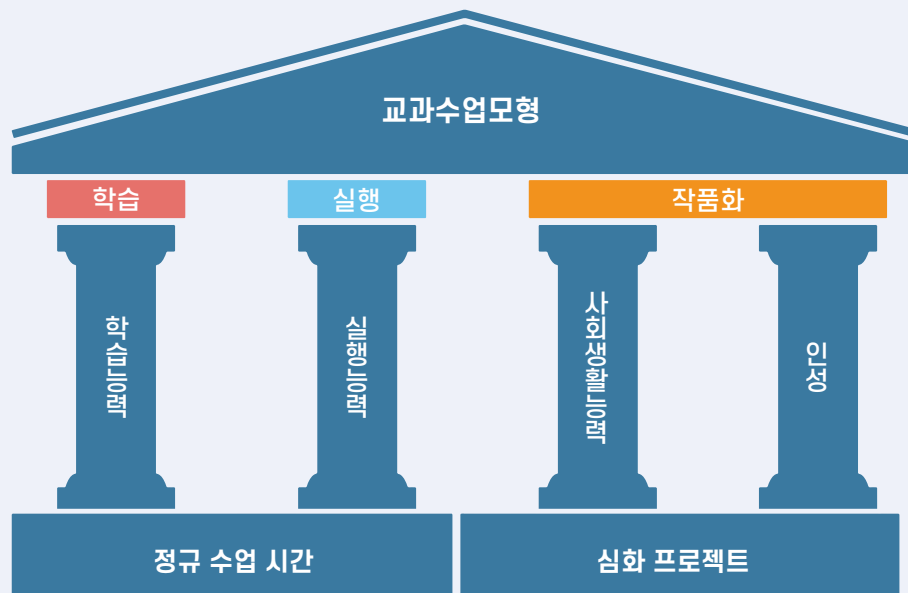 교과수업모형
학습
실행
작품화
학습능력
실행능력
사회생활능력
인성
정규 수업 시간
심화 프로젝트